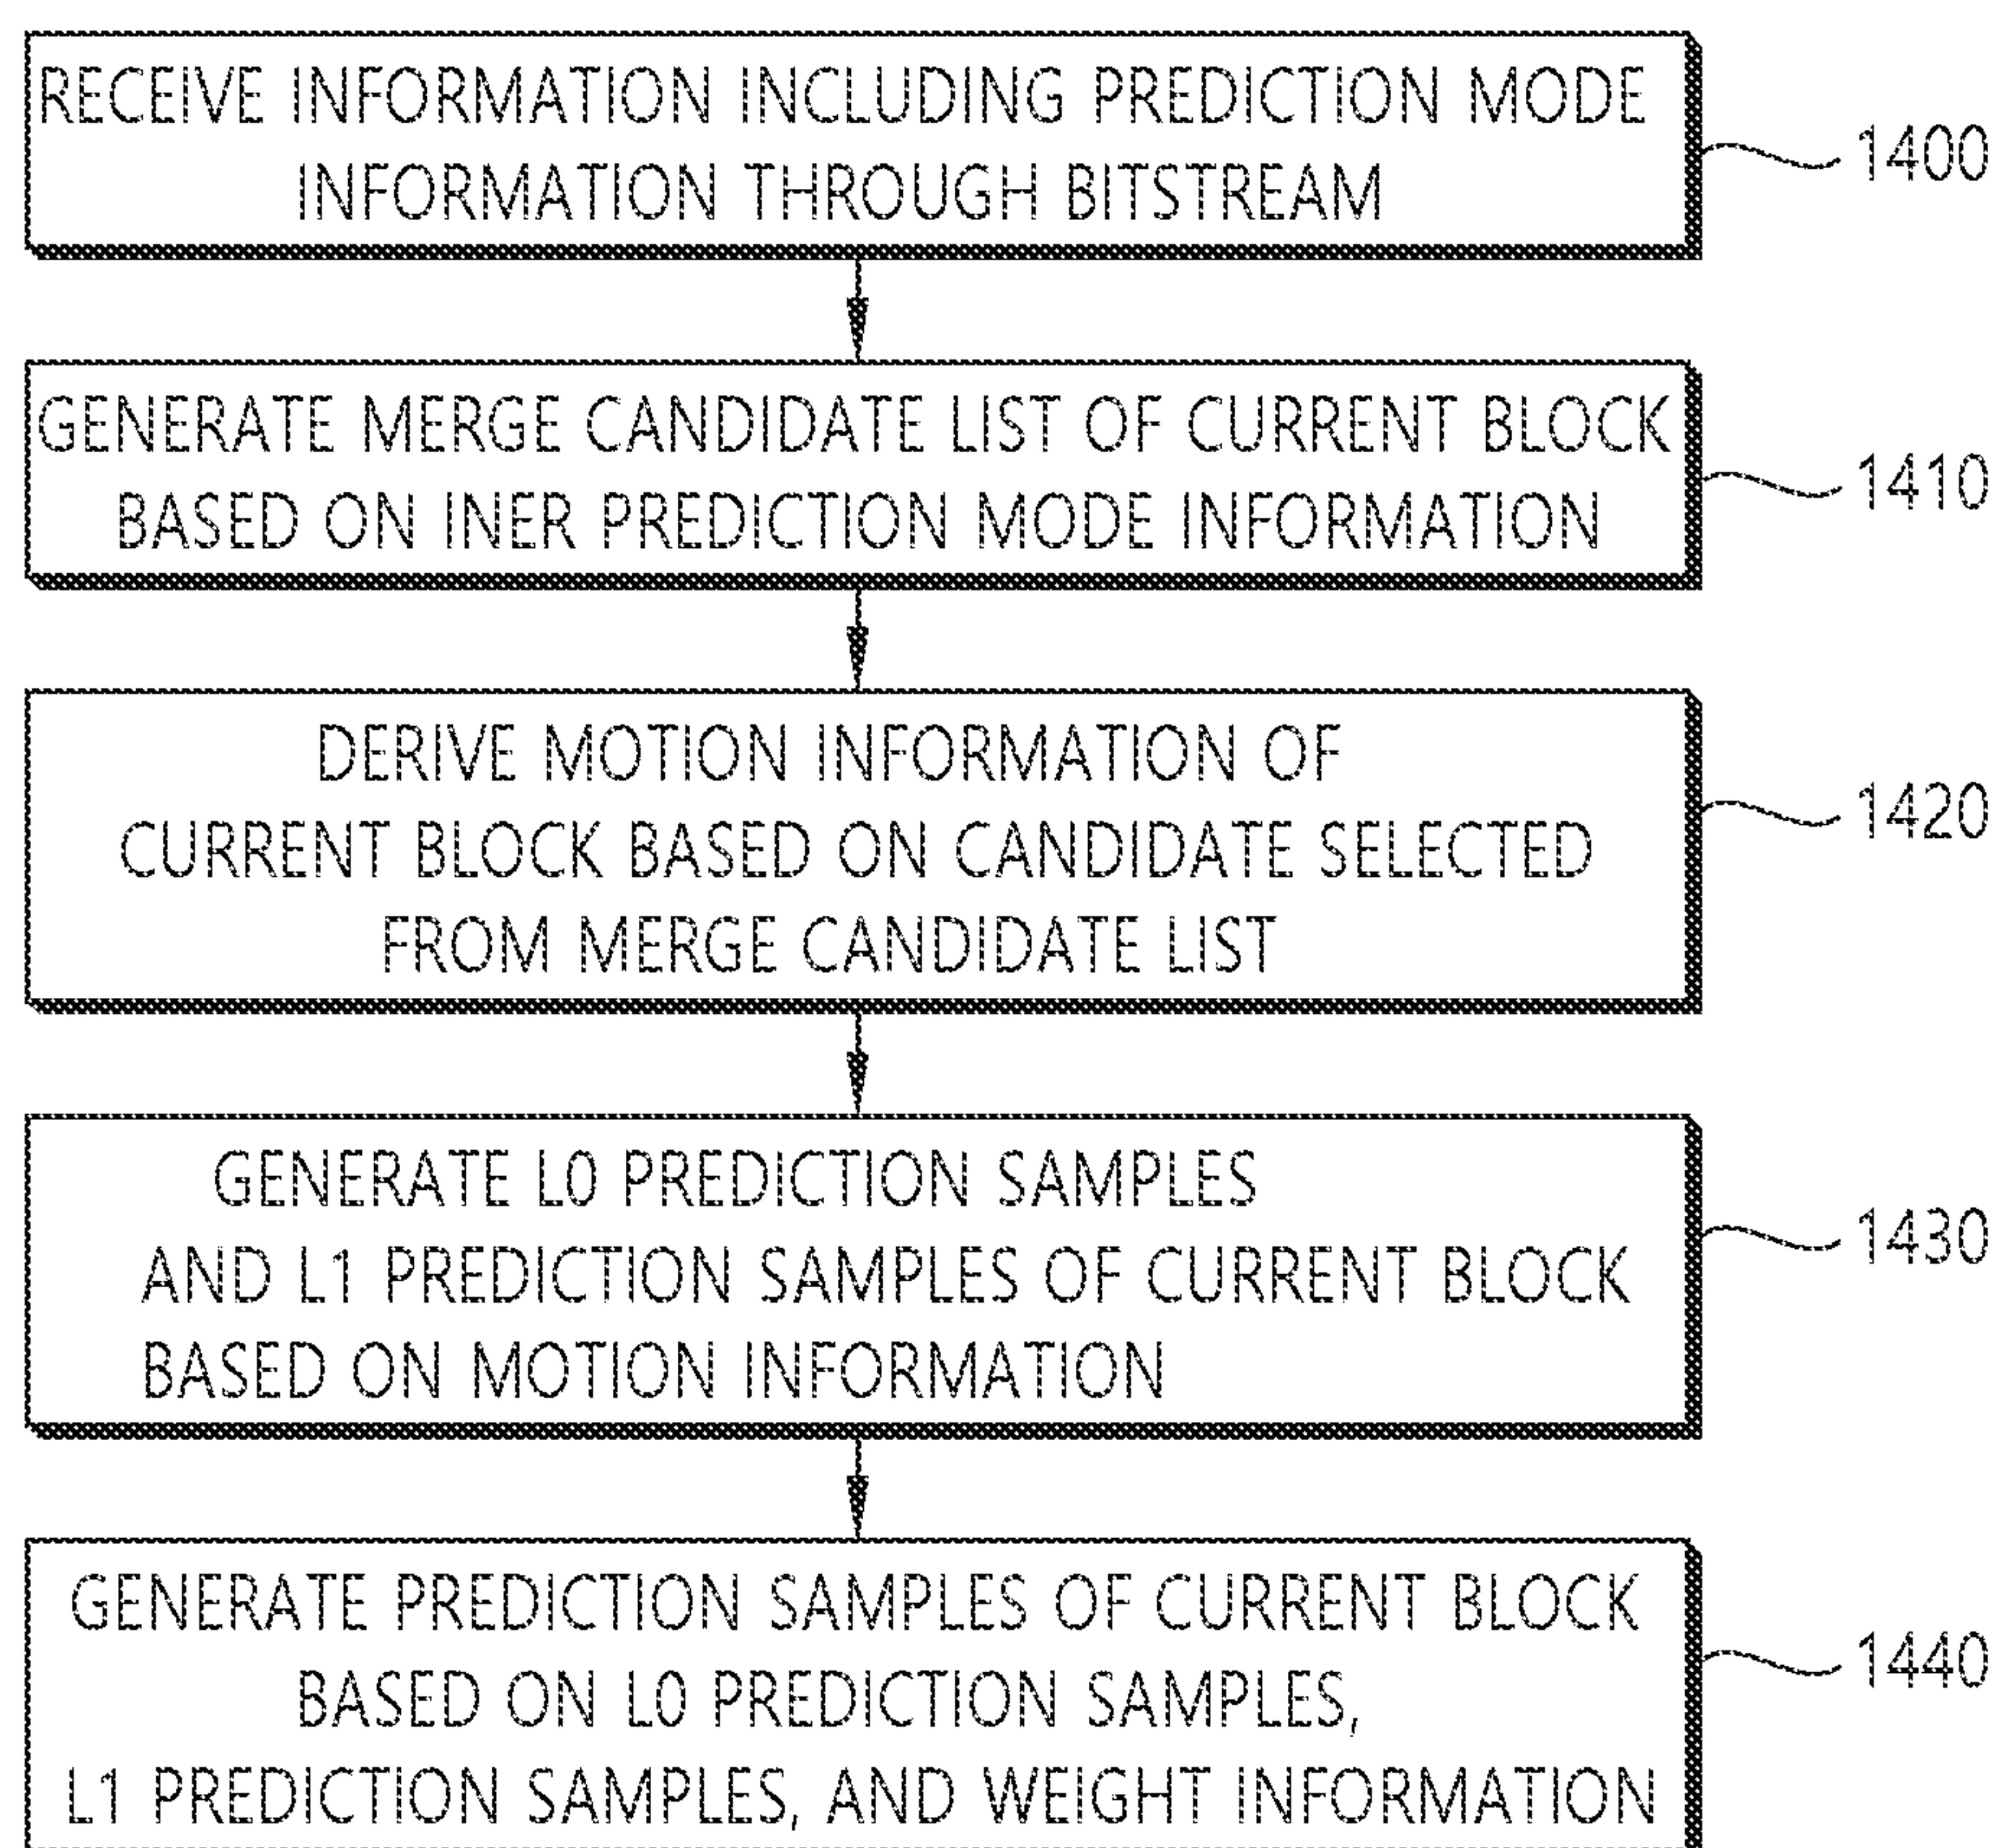 RECEIVE INFORMATION INCLUDING PREDICTION MODE
INFORMATION THROUGH BITSTREAM
1400
GENERATE MERGE CANDIDATE LIST OF CURRENT BLOCK
BASED ON INER PREDICTION MODE INFORMATION
1410
DERIVE MOTION INFORMATION OF
CURRENT BLOCK BASED ON CANDIDATE SELECTED
FROM MERGE CANDIDATE LIST
1420
GENERATE L0 PREDICTION SAMPLES
AND L1 PREDICTION SAMPLES OF CURRENT BLOCK
BASED ON MOTION INFORMATION
1430
GENERATE PREDICTION SAMPLES OF CURRENT BLOCK
BASED ON L0 PREDICTION SAMPLES,
L1 PREDICTION SAMPLES, AND WEIGHT INFORMATION
1440